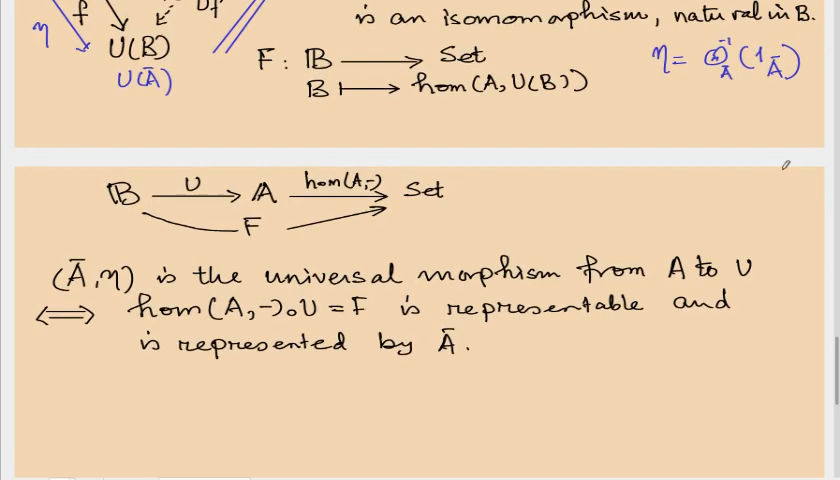 f Uf is an isomomorphism, natural in B.
η U(B)
U(Ā)
F: 𝔹 ⟶ Set η = Φ⁻¹_Ā (1_Ā)
B ⟼ hom(A, U(B))
𝔹 U 𝔸 hom(A,-) Set
F
(Ā, η) is the universal morphism from A to U
⟺ hom(A,-)∘U = F is representable and
is represented by Ā.